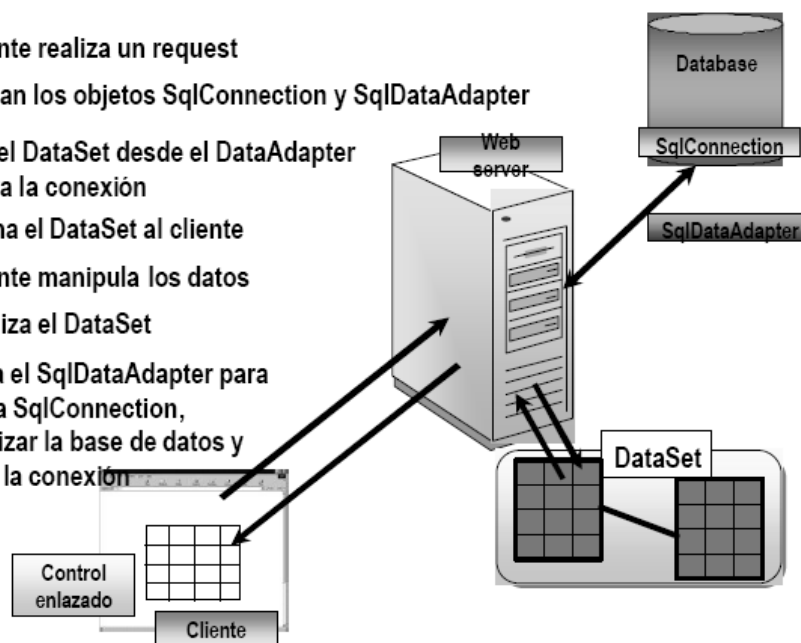 nte realiza un request
an los objetos SqlConnection y SqlDataAdapter
el DataSet desde el DataAdapter
a la conexión
na el DataSet al cliente
nte manipula los datos
iza el DataSet
a el SqlDataAdapter para
a SqlConnection,
izar la base de datos y
la conexión
Database
SqlConnection
SqlDataAdapter
Web
server
DataSet
Control
enlazado
Cliente